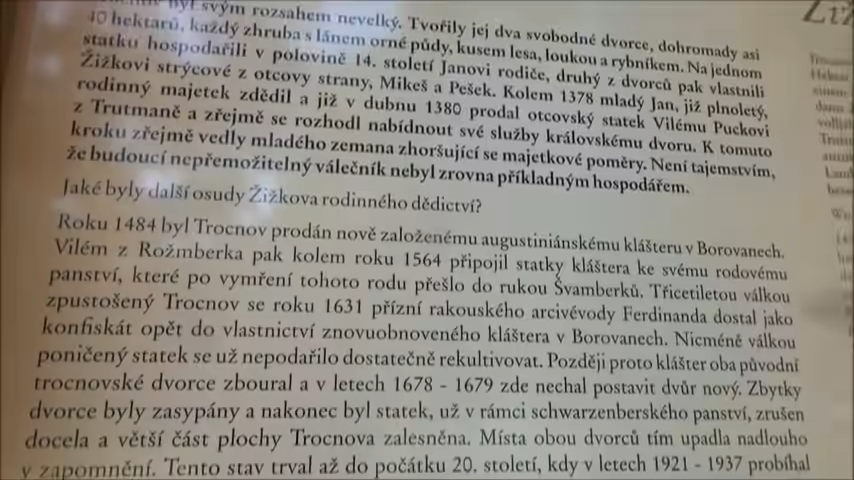 byl svým rozsahem nevelký. Tvořily jej dva svobodné dvorce, dohromady asi
40 hektarů, každý zhruba s lánem orné půdy, kusem lesa, loukou a rybníkem. Na jednom
statku hospodařili v polovině 14. století Janovi rodiče, druhý z dvorců pak vlastnili
Žižkovi strýcové z otcovy strany, Mikeš a Pešek. Kolem 1378 mladý Jan, již plnoletý,
rodinný majetek zdědil a již v dubnu 1380 prodal otcovský statek Vilému Puckovi
z Trutmaně a zřejmě se rozhodl nabídnout své služby královskému dvoru. K tomuto
kroku zřejmě vedly mladého zemana zhoršující se majetkové poměry. Není tajemstvím,
že budoucí nepřemožitelný válečník nebyl zrovna příkladným hospodářem.
Jaké byly další osudy Žižkova rodinného dědictví?
Roku 1484 byl Trocnov prodán nově založenému augustiniánskému klášteru v Borovanech.
Vilém z Rožmberka pak kolem roku 1564 připojil statky kláštera ke svému rodovému
panství, které po vymření tohoto rodu přešlo do rukou Švamberků. Třicetiletou válkou
zpustošený Trocnov se roku 1631 přízní rakouského arcivévody Ferdinanda dostal jako
konfiskát opět do vlastnictví znovuobnoveného kláštera v Borovanech. Nicméně válkou
poničený statek se už nepodařilo dostatečně rekultivovat. Později proto klášter oba původní
trocnovské dvorce zboural a v letech 1678 - 1679 zde nechal postavit dvůr nový. Zbytky
dvorce byly zasypány a nakonec byl statek, už v rámci schwarzenberského panství, zrušen
docela a větší část plochy Trocnova zalesněna. Místa obou dvorců tím upadla nadlouho
v zapomnění. Tento stav trval až do počátku 20. století, kdy v letech 1921 - 1937 probíhal